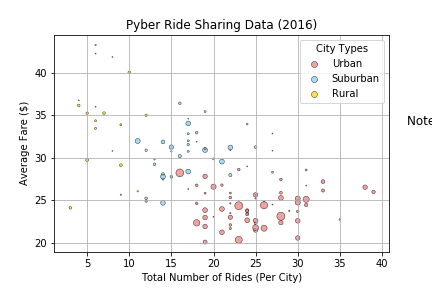 Pyber Ride Sharing Data (2016)
Average Fare ($)
40
35
30
25
20
City Types
Urban
Suburban
Rural
Note
5
10
15
20
25
30
35
40
Total Number of Rides (Per City)